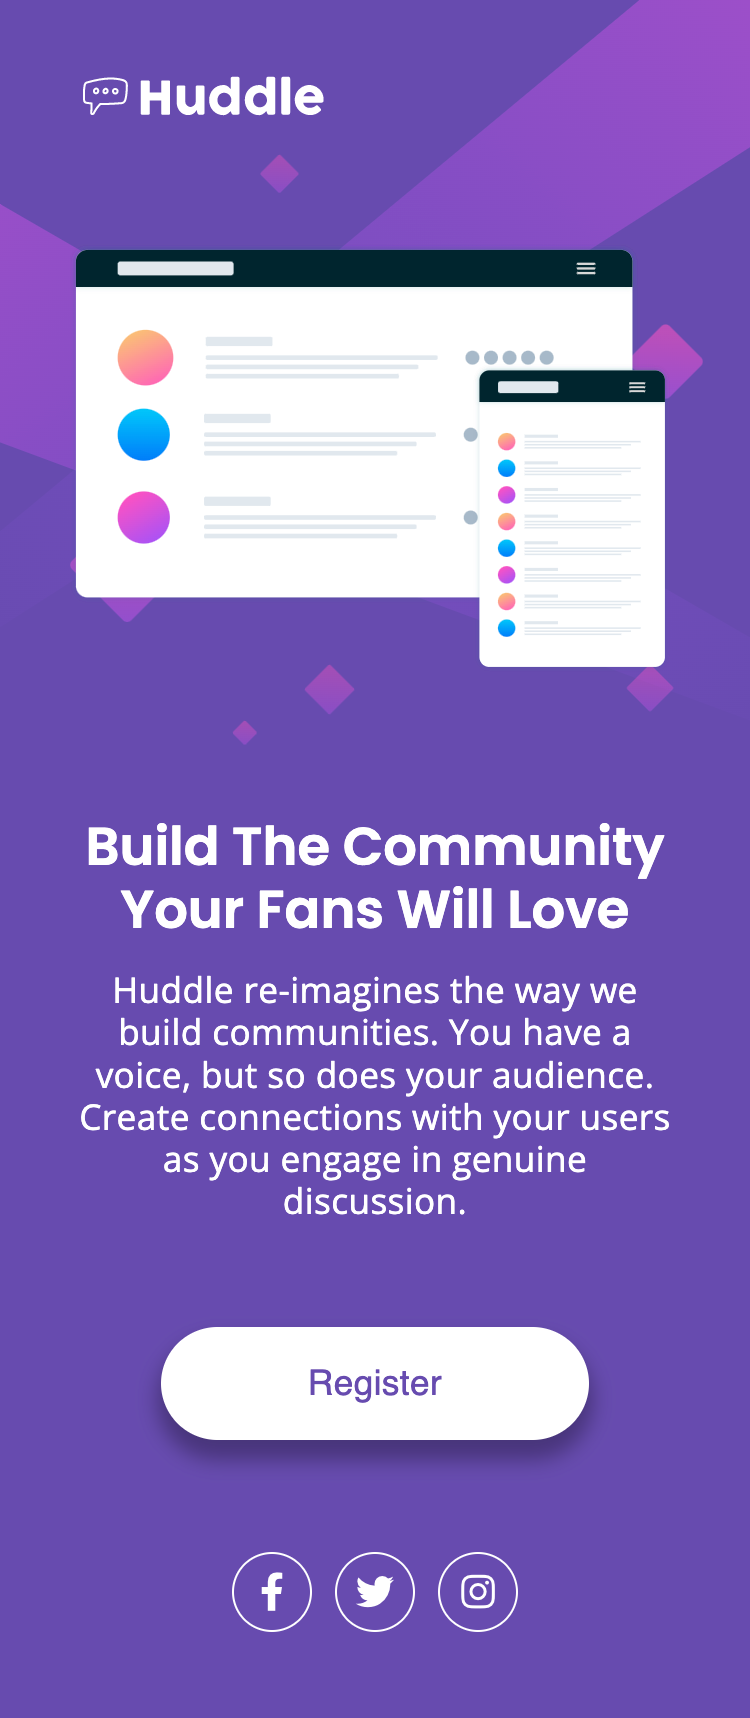 Huddle
Build The Community
Your Fans Will Love
Huddle re-imagines the way we
build communities. You have a
voice, but so does your audience.
Create connections with your users
as you engage in genuine
discussion.
Register